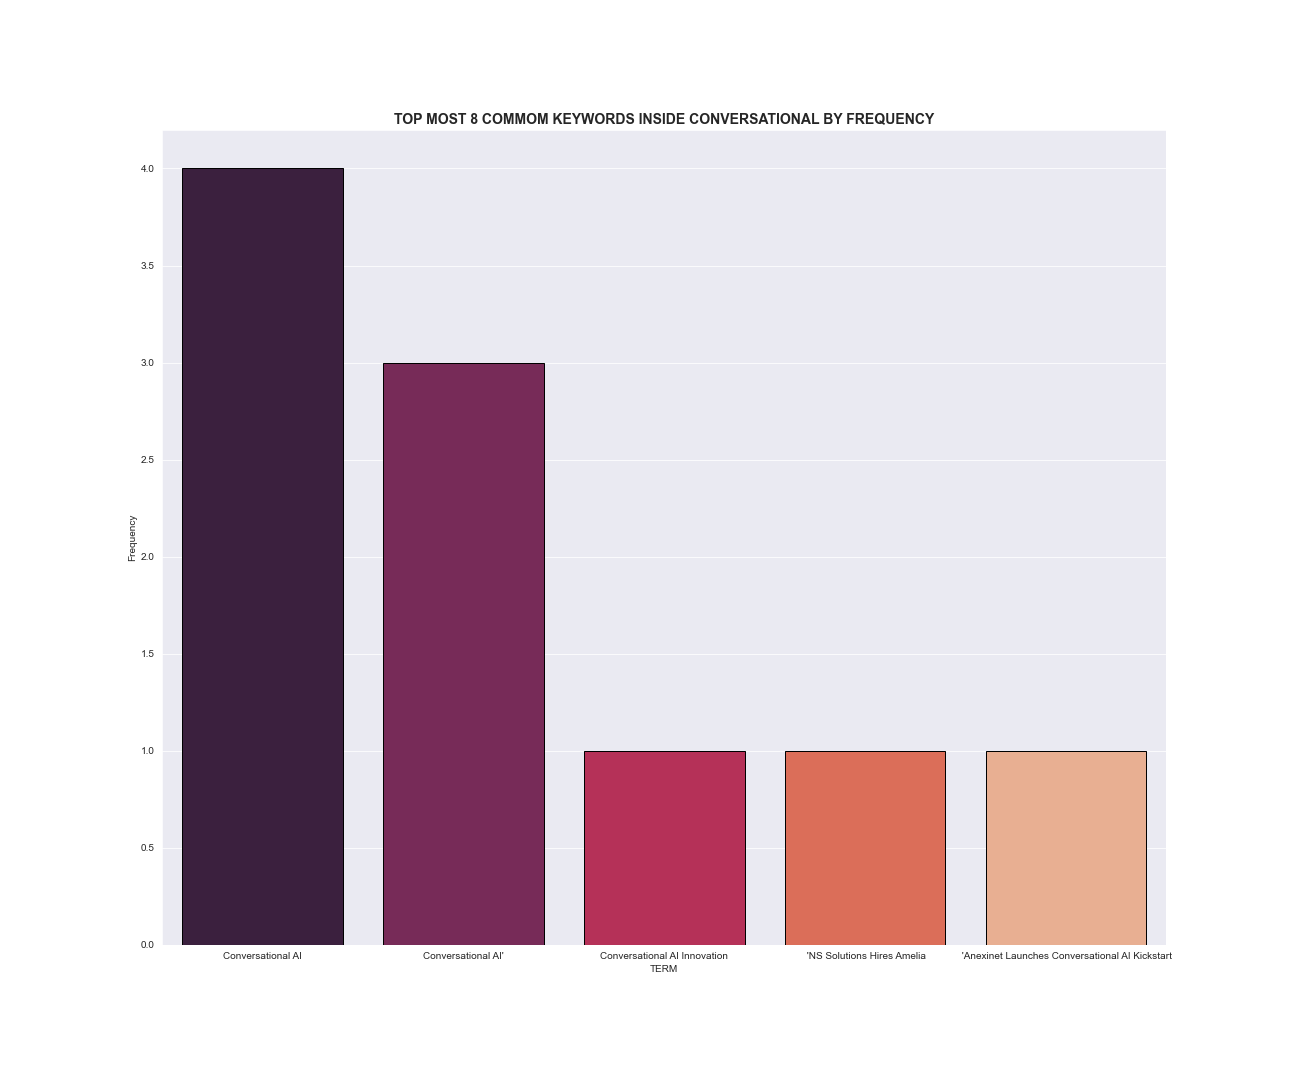 TOP MOST 8 COMMOM KEYWORDS INSIDE CONVERSATIONAL BY FREQUENCY
4.0
3.5
3.0
2.5
2.0
1.5
1.0
0.5
0.0
Frequency
Conversational AI
Conversational AI'
Conversational AI Innovation
'NS Solutions Hires Amelia
'Anexinet Launches Conversational AI Kickstart
TERM